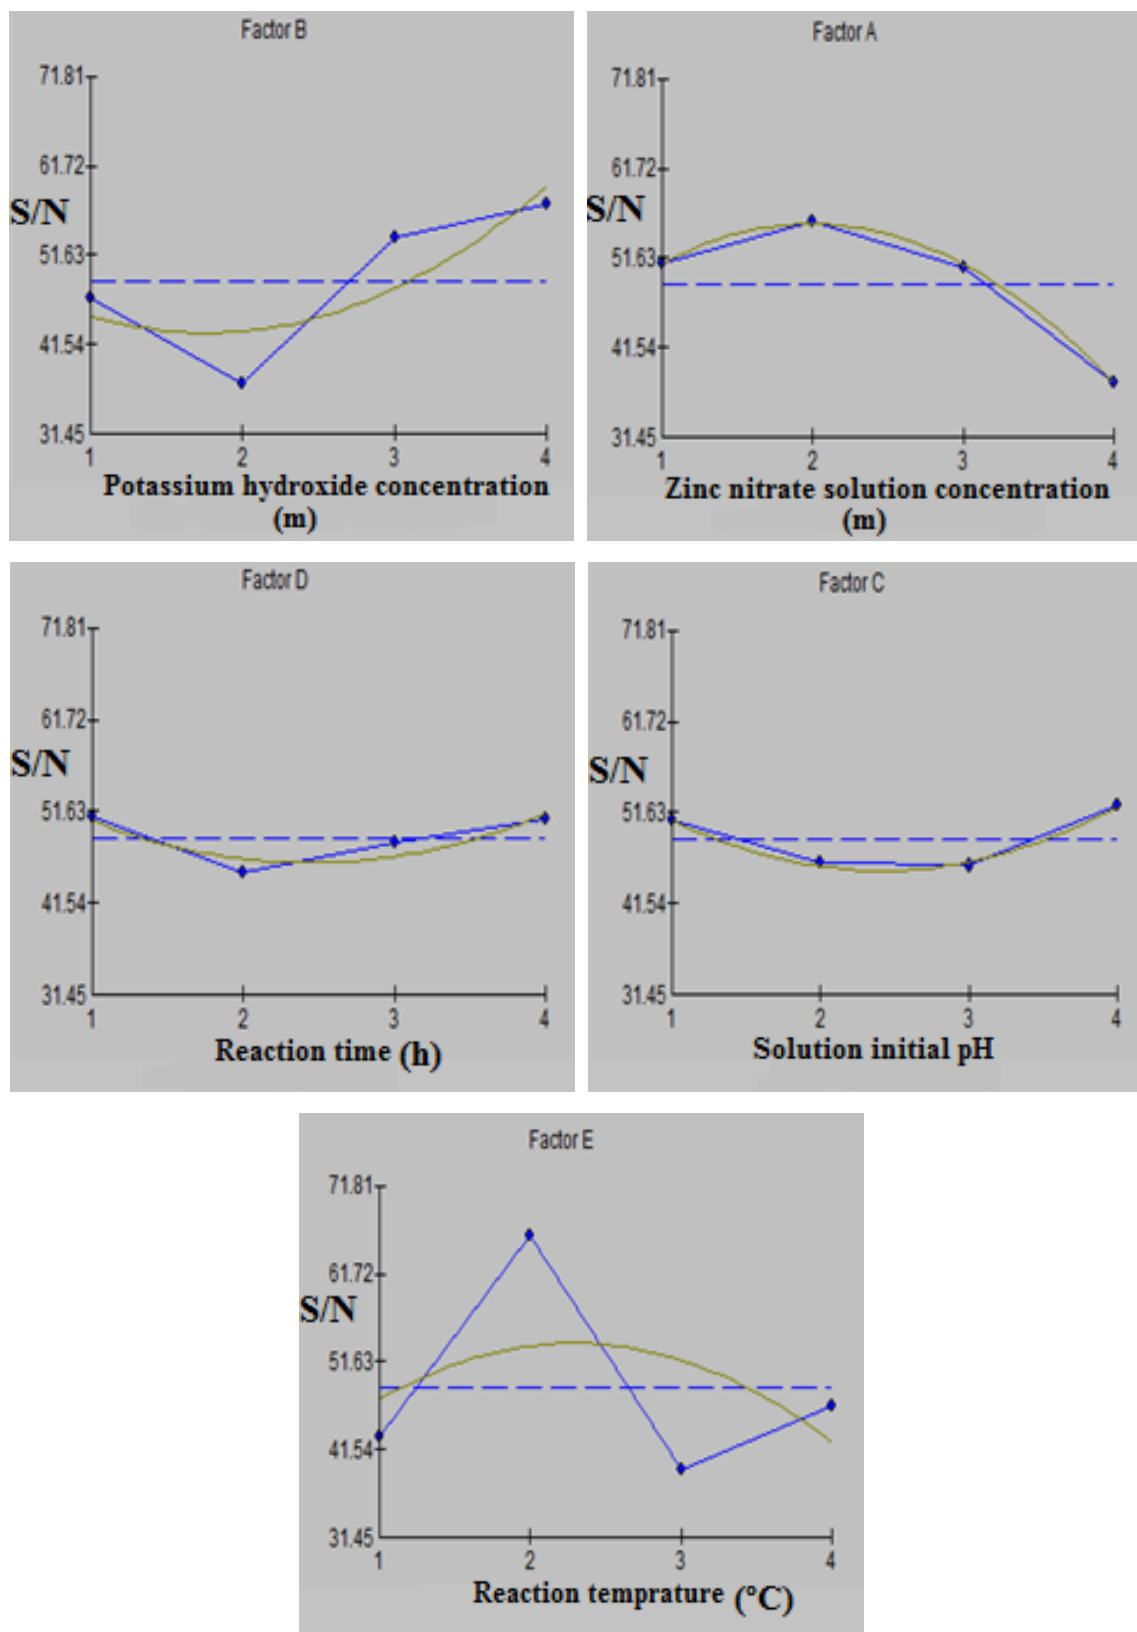 Factor B
71.81
61.72
S/N
51.63
41.54
31.45
1 2 3 4
Potassium hydroxide concentration
(m)
Factor A
71.81
61.72
S/N
51.63
41.54
31.45
1 2 3 4
Zinc nitrate solution concentration
(m)
Factor D
71.81
61.72
S/N
51.63
41.54
31.45
1 2 3 4
Reaction time (h)
Factor C
71.81
61.72
S/N
51.63
41.54
31.45
1 2 3 4
Solution initial pH
Factor E
71.81
61.72
S/N
51.63
41.54
31.45
1 2 3 4
Reaction temprature (°C)